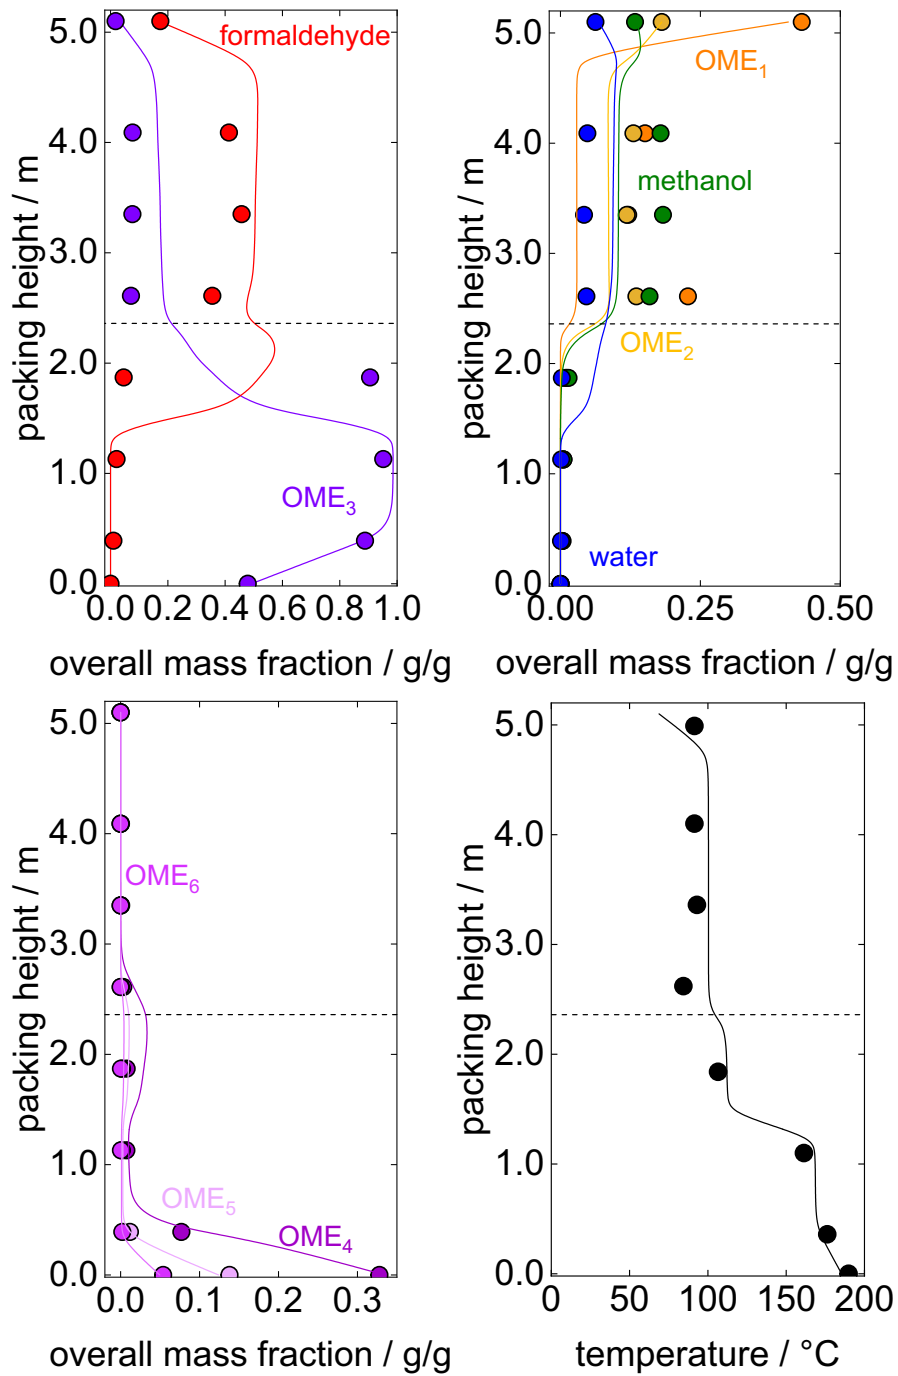 packing height / m
5.0
4.0
3.0
2.0
1.0
0.0
formaldehyde
OME3
0.0 0.2 0.4 0.6 0.8 1.0
overall mass fraction / g/g
packing height / m
5.0
4.0
3.0
2.0
1.0
0.0
OME1
methanol
OME2
water
0.00 0.25 0.50
overall mass fraction / g/g
packing height / m
5.0
4.0
3.0
2.0
1.0
0.0
OME6
OME5
OME4
0.0 0.1 0.2 0.3
overall mass fraction / g/g
packing height / m
5.0
4.0
3.0
2.0
1.0
0.0
0 50 100 150 200
temperature / °C